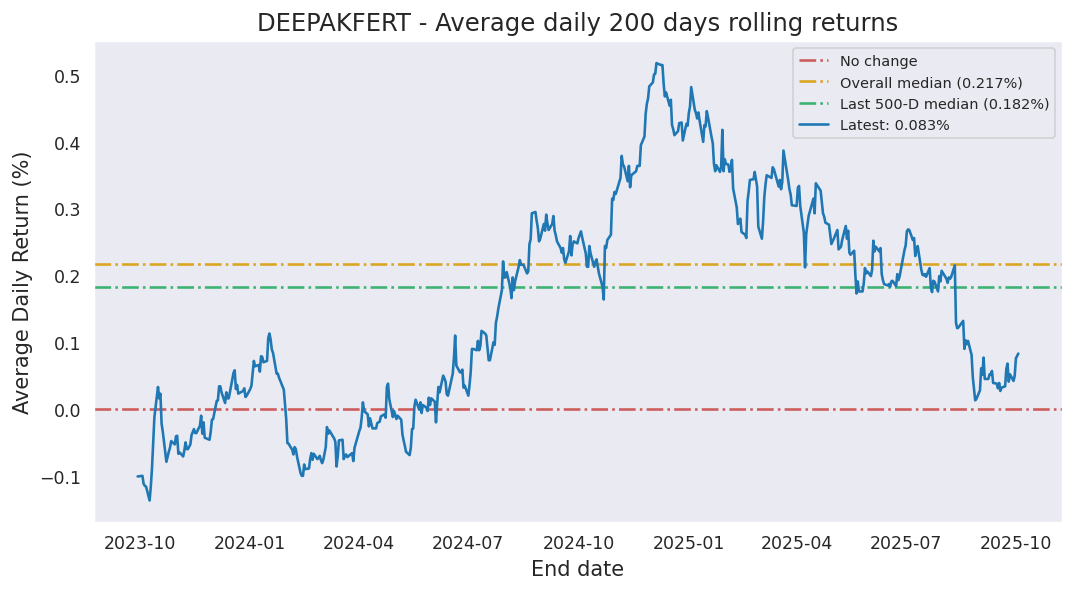 DEEPAKFERT - Average daily 200 days rolling returns
No change
Overall median (0.217%)
Last 500-D median (0.182%)
Latest: 0.083%
Average Daily Return (%)
0.5
0.4
0.3
0.2
0.1
0.0
−0.1
2023-10
2024-01
2024-04
2024-07
2024-10
2025-01
2025-04
2025-07
2025-10
End date